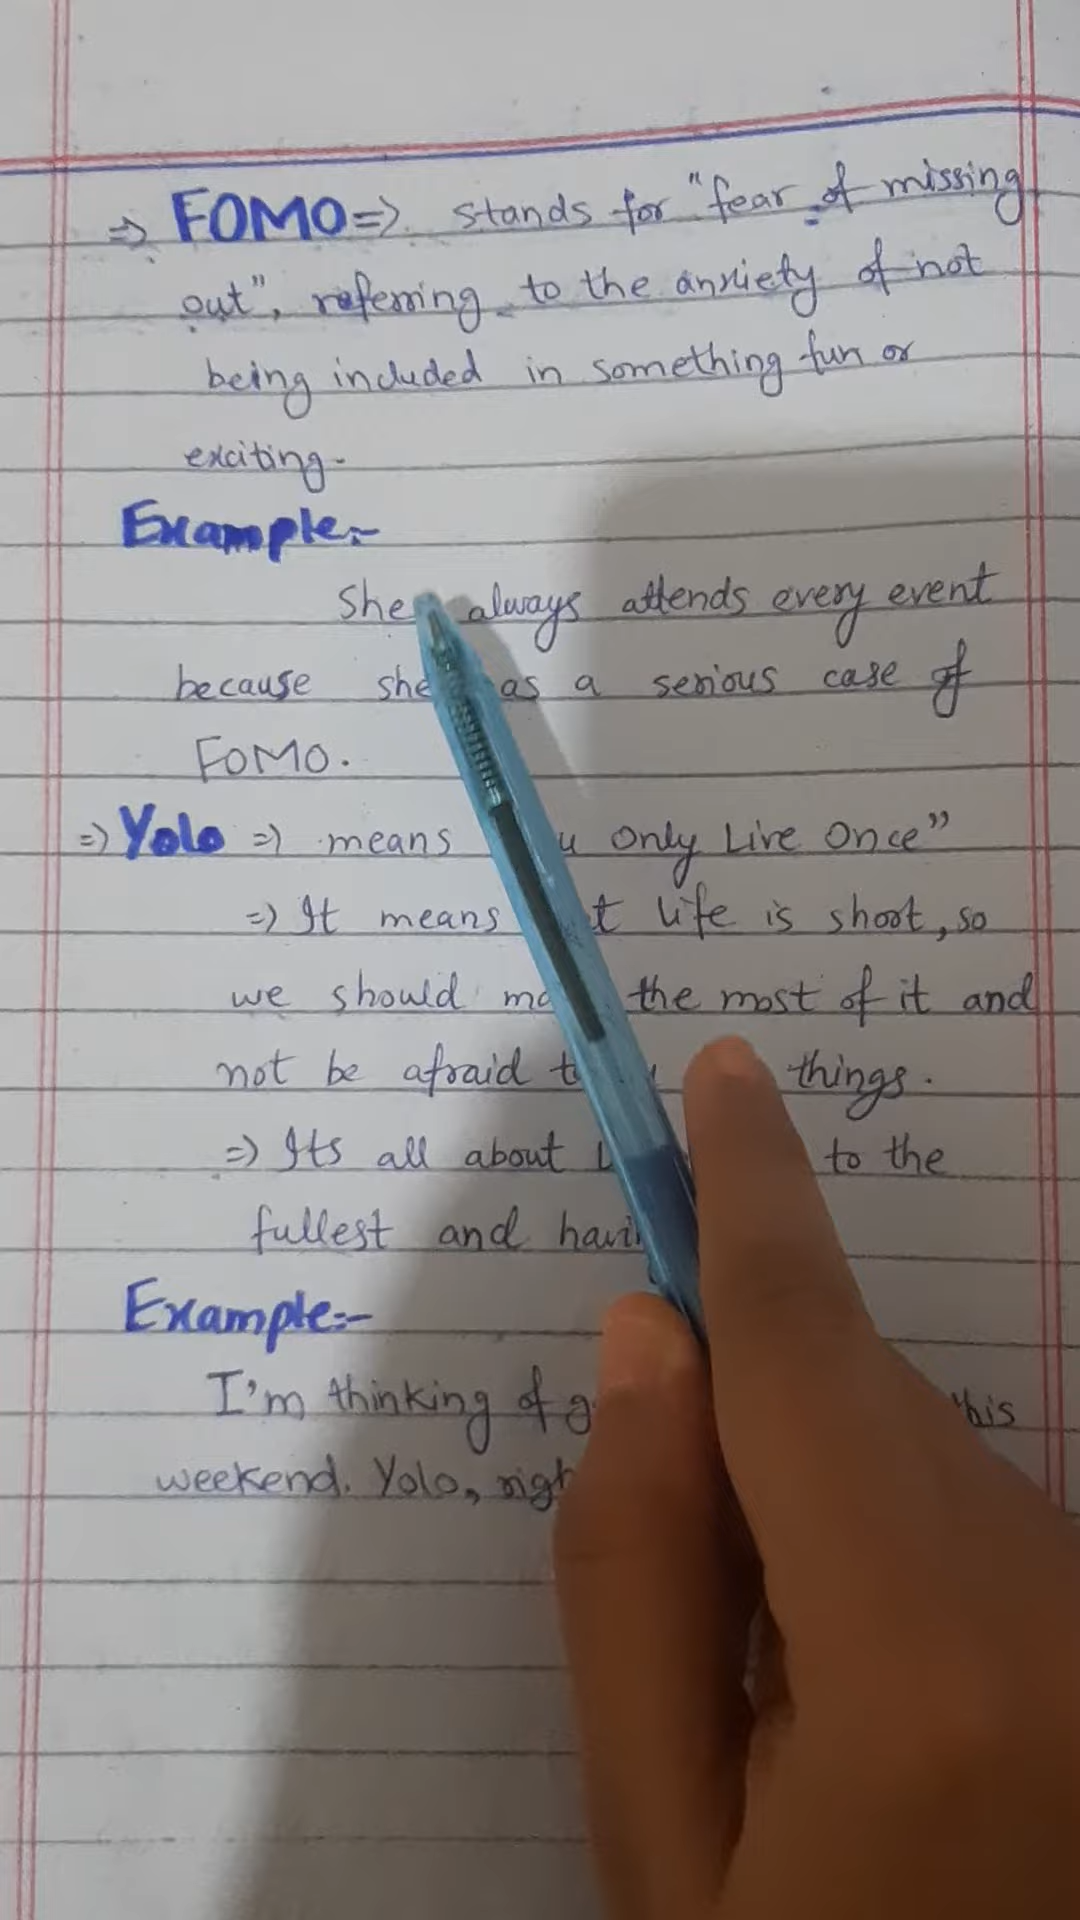 => FOMO => stands for "fear of missing
out", referring to the anxiety of not
being included in something fun or
exciting.
Example:-
She always attends every event
because she as a serious case of
FOMO.
=> Yolo => means Only Live Once"
=> It means life is short, so
we should the most of it and
not be afraid things.
=> Its all about to the
fullest and
Example:-
I'm thinking of this
weekend. Yolo,